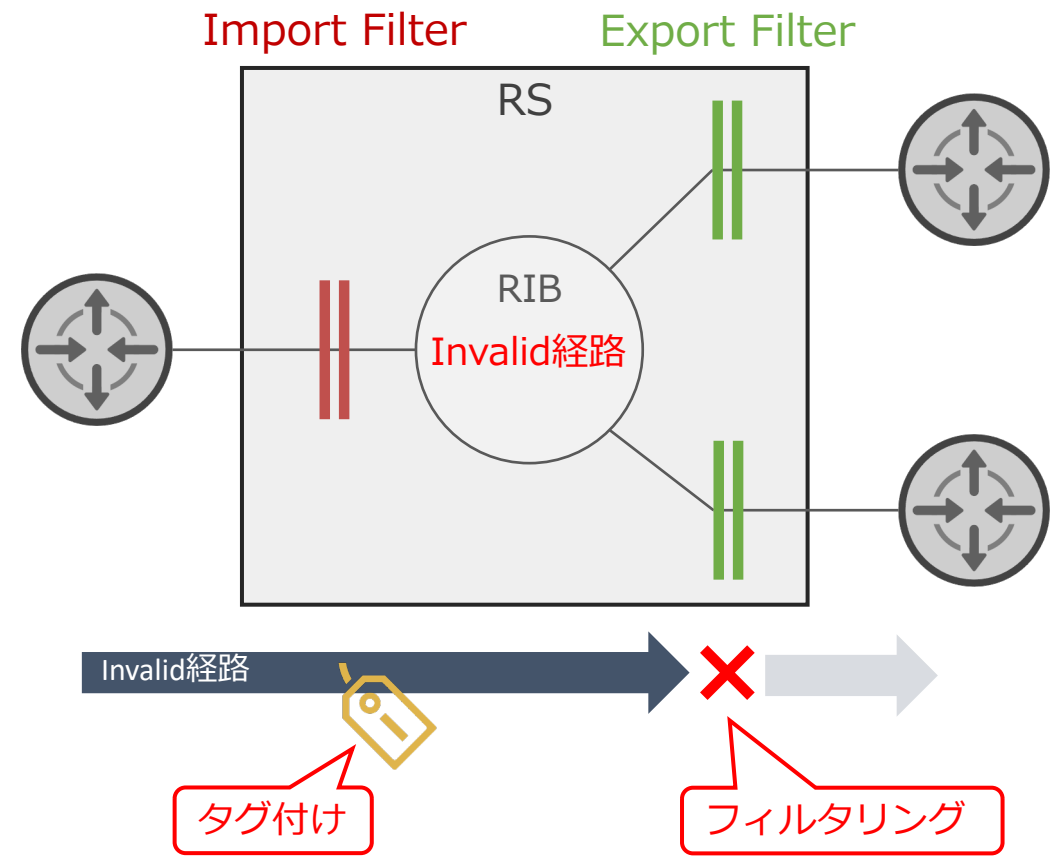 Import Filter
Export Filter
RS
RIB
Invalid経路
Invalid経路
タグ付け
フィルタリング